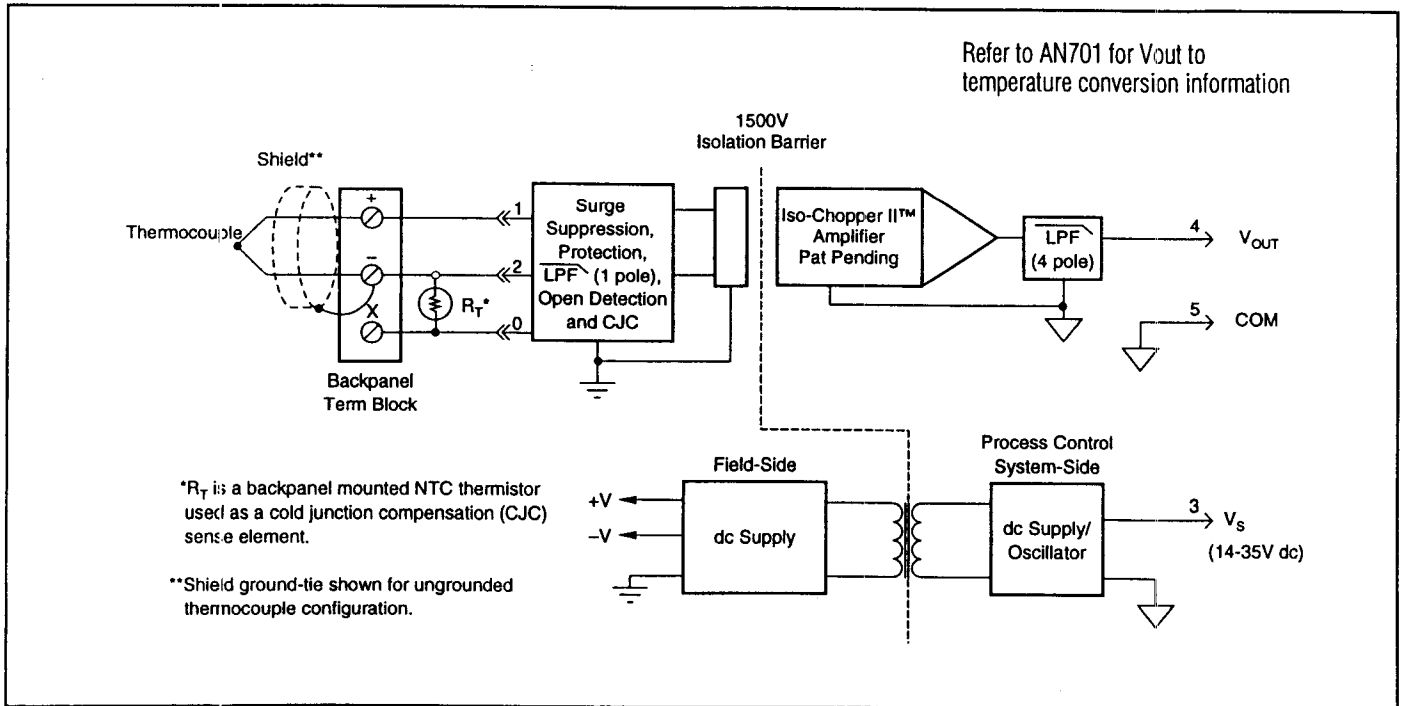 Refer to AN701 for Vout to
temperature conversion information
1500V
Isolation Barrier
Shield**
Thermocouple
+
−
X
1
2
0
R_T*
Surge
Suppression,
Protection,
LPF (1 pole),
Open Detection
and CJC
Iso-Chopper II™
Amplifier
Pat Pending
LPF
(4 pole)
4
V_OUT
5
COM
Backpanel
Term Block
Field-Side
Process Control
System-Side
+V
−V
dc Supply
dc Supply/
Oscillator
3
V_S
(14-35V dc)
*R_T is a backpanel mounted NTC thermistor
used as a cold junction compensation (CJC)
sense element.
**Shield ground-tie shown for ungrounded
thermocouple configuration.